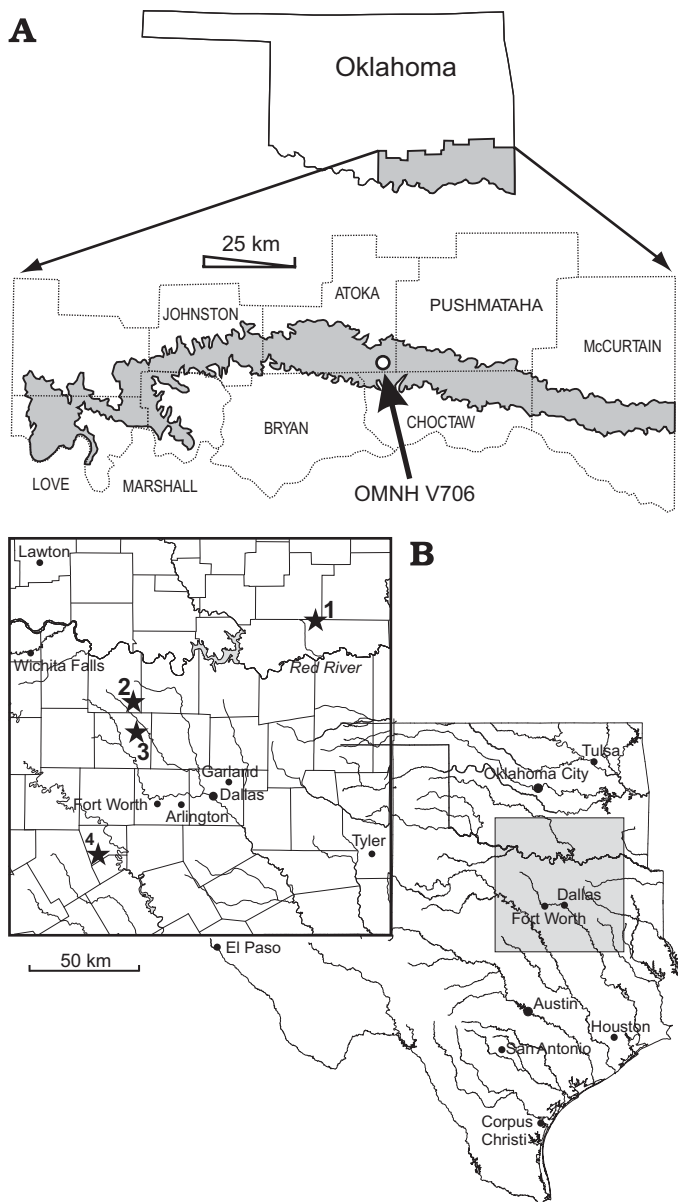 A
Oklahoma
25 km
ATOKA
JOHNSTON
PUSHMATAHA
McCURTAIN
BRYAN
CHOCTAW
LOVE
MARSHALL
OMNH V706
B
Lawton
1
Wichita Falls
Red River
2
3
Garland
Dallas
Fort Worth
Arlington
4
Tyler
Tulsa
Oklahoma City
Dallas
Fort Worth
El Paso
50 km
Austin
Houston
San Antonio
Corpus
Christi